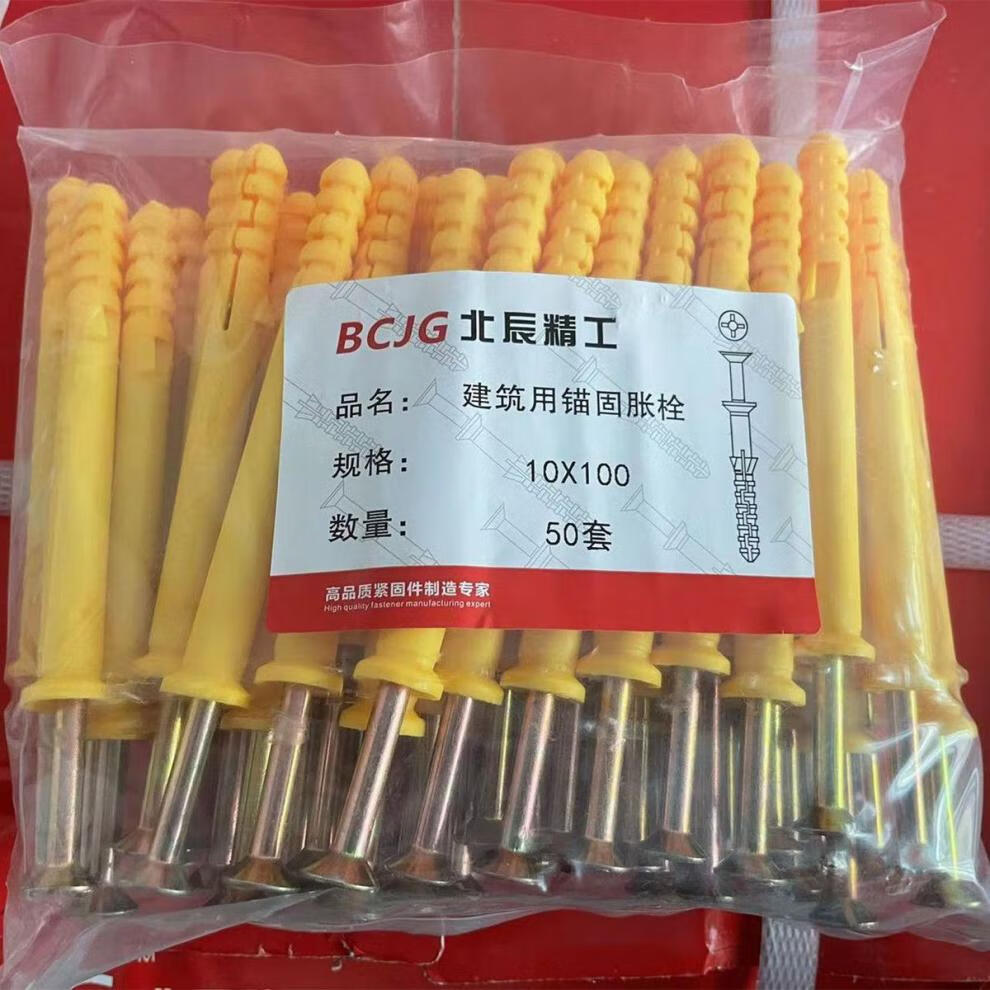 BCJG 北辰精工
品名： 建筑用锚固胀栓
规格： 10X100
数量： 50套
高品质紧固件制造专家
High quality fastener manufacturing expert
TM